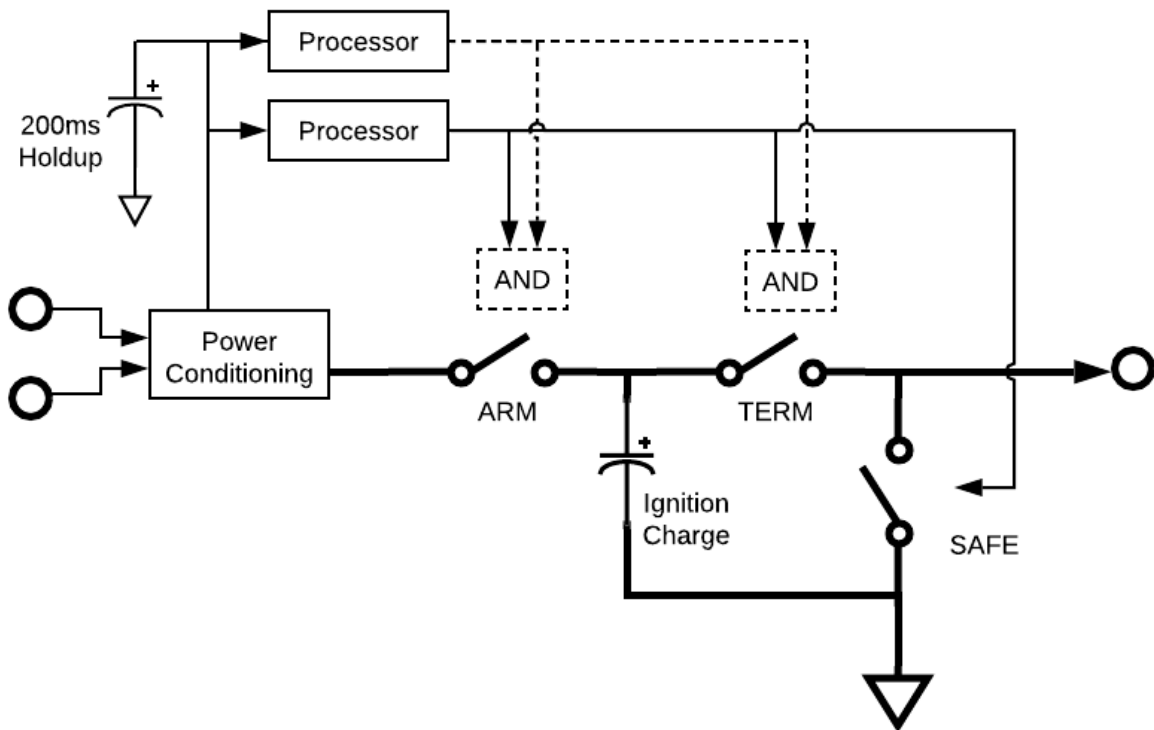 Processor
+
200ms
Holdup
Processor
AND
AND
Power
Conditioning
ARM
TERM
+
Ignition
Charge
SAFE